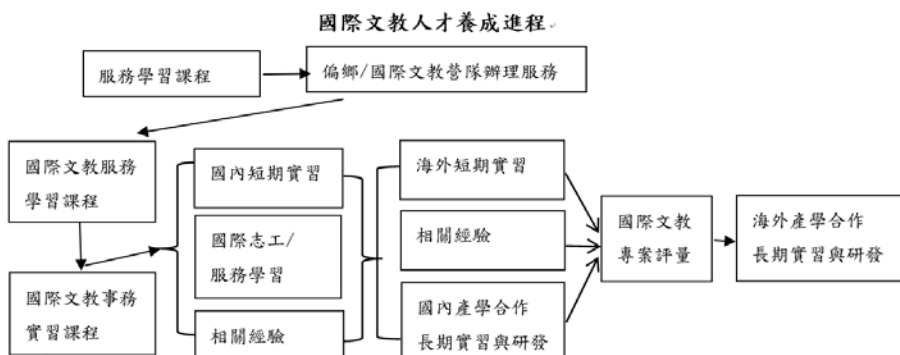 國際文教人才養成進程
服務學習課程
偏鄉/國際文教營隊辦理服務
國際文教服務
學習課程
國際文教事務
實習課程
國內短期實習
國際志工/
服務學習
相關經驗
海外短期實習
相關經驗
國內產學合作
長期實習與研發
國際文教
專案評量
海外產學合作
長期實習與研發